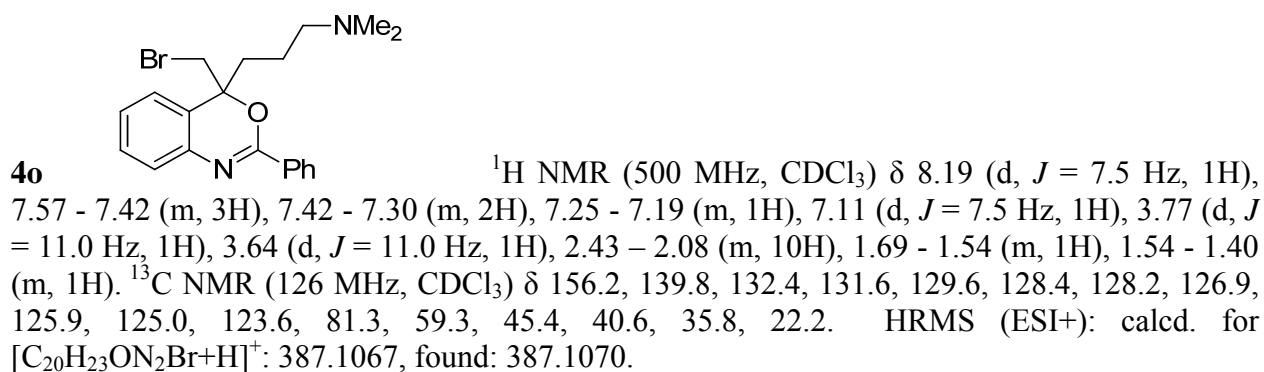 NMe₂
Br
O
N
Ph
4o ¹H NMR (500 MHz, CDCl₃) δ 8.19 (d, J = 7.5 Hz, 1H),
7.57 - 7.42 (m, 3H), 7.42 - 7.30 (m, 2H), 7.25 - 7.19 (m, 1H), 7.11 (d, J = 7.5 Hz, 1H), 3.77 (d, J
= 11.0 Hz, 1H), 3.64 (d, J = 11.0 Hz, 1H), 2.43 – 2.08 (m, 10H), 1.69 - 1.54 (m, 1H), 1.54 - 1.40
(m, 1H). ¹³C NMR (126 MHz, CDCl₃) δ 156.2, 139.8, 132.4, 131.6, 129.6, 128.4, 128.2, 126.9,
125.9, 125.0, 123.6, 81.3, 59.3, 45.4, 40.6, 35.8, 22.2. HRMS (ESI+): calcd. for
[C₂₀H₂₃ON₂Br+H]⁺: 387.1067, found: 387.1070.